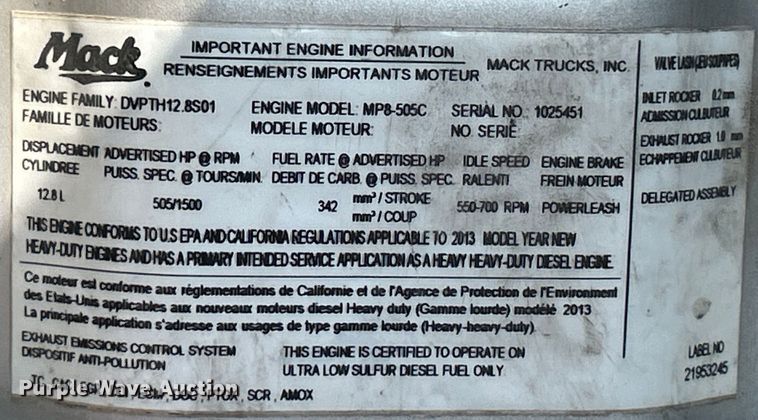 Mack
IMPORTANT ENGINE INFORMATION
RENSEIGNEMENTS IMPORTANTS MOTEUR
MACK TRUCKS, INC.
ENGINE FAMILY: DVPTH12.8S01 ENGINE MODEL: MP8-505C SERIAL NO: 1025451
FAMILLE DE MOTEURS: MODELE MOTEUR: NO. SERIE:
DISPLACEMENT ADVERTISED HP @ RPM FUEL RATE @ ADVERTISED HP IDLE SPEED ENGINE BRAKE
CYLINDREE PUISS. SPEC. @ TOURS/MIN. DEBIT DE CARB. @ PUISS. SPEC. RALENTI FREIN MOTEUR
12.8 L 505/1500 342 mm³ / STROKE 550-700 RPM POWERLEASH
mm³ / COUP
THIS ENGINE CONFORMS TO U.S EPA AND CALIFORNIA REGULATIONS APPLICABLE TO 2013 MODEL YEAR NEW
HEAVY-DUTY ENGINES AND HAS A PRIMARY INTENDED SERVICE APPLICATION AS A HEAVY HEAVY-DUTY DIESEL ENGINE.
Ce moteur est conforme aux réglementations de Californie et de l'Agence de Protection de l'Environment
des Etats-Unis applicables aux nouveaux moteurs diesel Heavy duty (Gamme lourde) modélé 2013
La principale application s'adresse aux usages de type gamme lourde (Heavy-heavy-duty).
EXHAUST EMISSIONS CONTROL SYSTEM THIS ENGINE IS CERTIFIED TO OPERATE ON
DISPOSITIF ANTI-POLLUTION ULTRA LOW SULFUR DIESEL FUEL ONLY
SCR , AMOX
VALVE LASH (JEU SOUPAPES)
INLET ROCKER 0.2 mm
ADMISSION CULBUTEUR
EXHAUST ROCKER 1.0 mm
ECHAPPEMENT CULBUTEUR
DELEGATED ASSEMBLY
LABEL NO
21953245
Purple Wave Auction